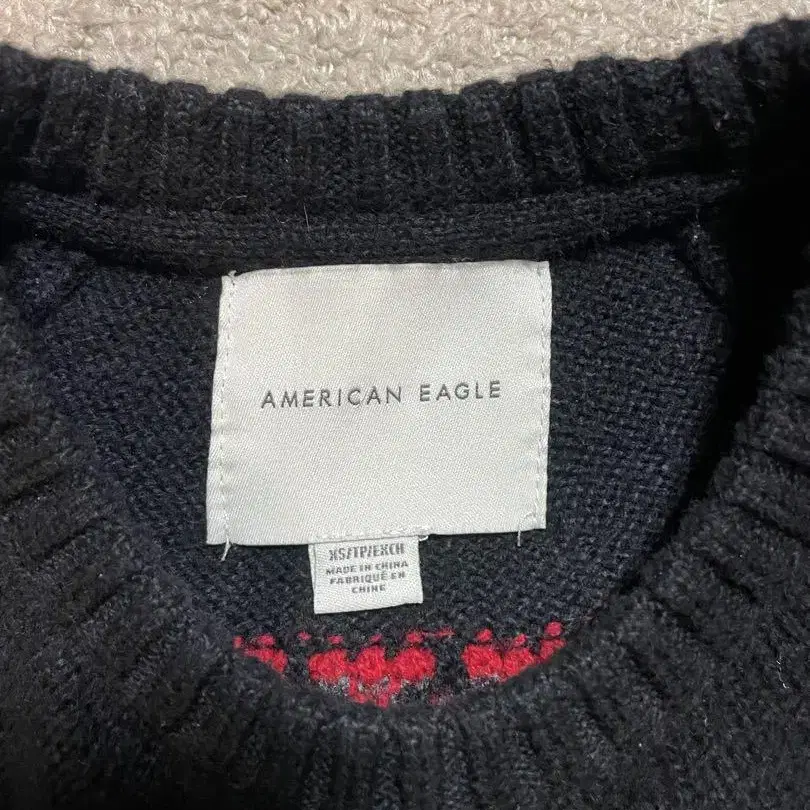 AMERICAN EAGLE
XS/TP/EXCH
MADE IN CHINA
FABRIQUÉ EN
CHINE